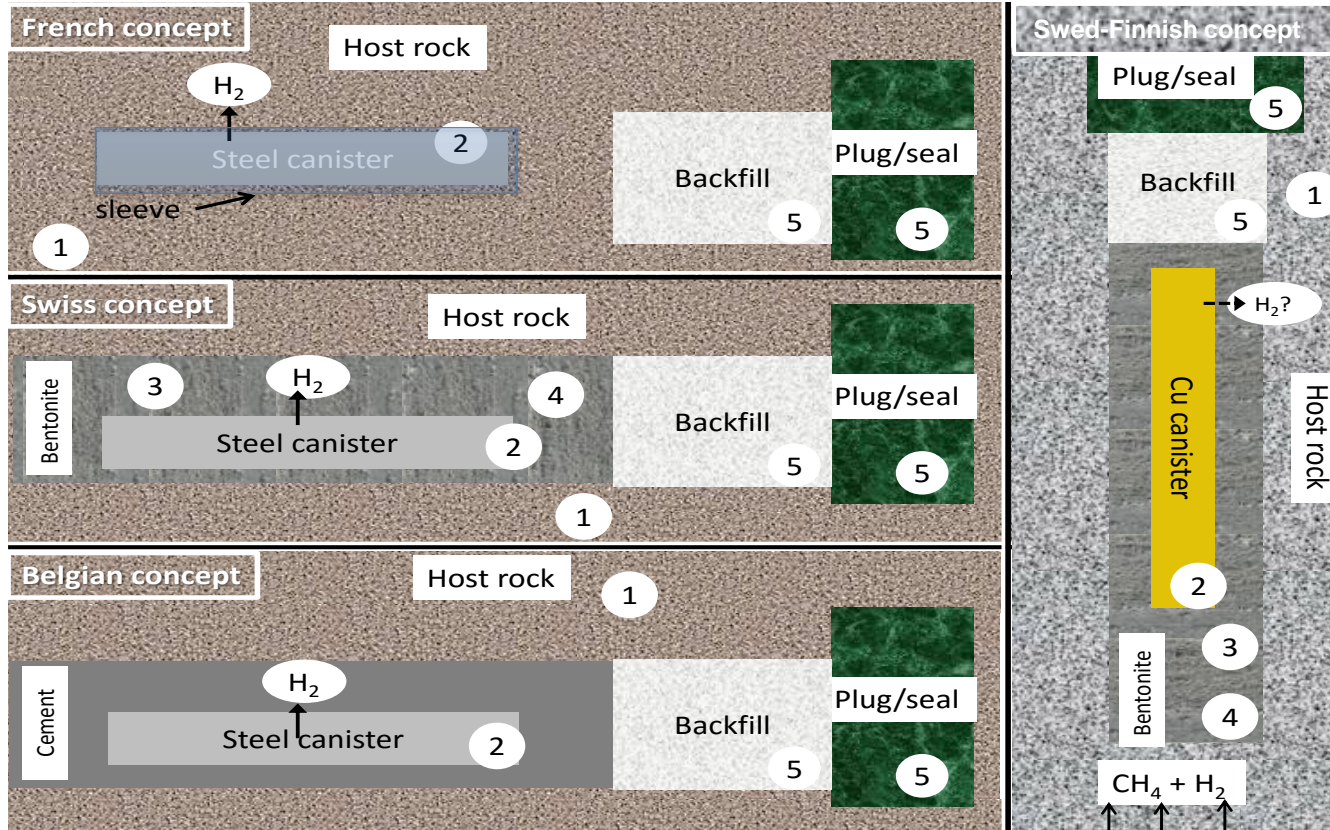 French concept
Host rock
H₂
Steel canister
2
sleeve
1
Backfill
5
Plug/seal
5
Swiss concept
Host rock
Bentonite
3
H₂
4
Steel canister
2
1
Backfill
5
Plug/seal
5
Belgian concept
Host rock
1
Cement
H₂
Steel canister
2
Backfill
5
Plug/seal
5
Swed-Finnish concept
Plug/seal
5
Backfill
5
1
H₂?
Cu canister
Host rock
2
3
Bentonite
4
CH₄ + H₂